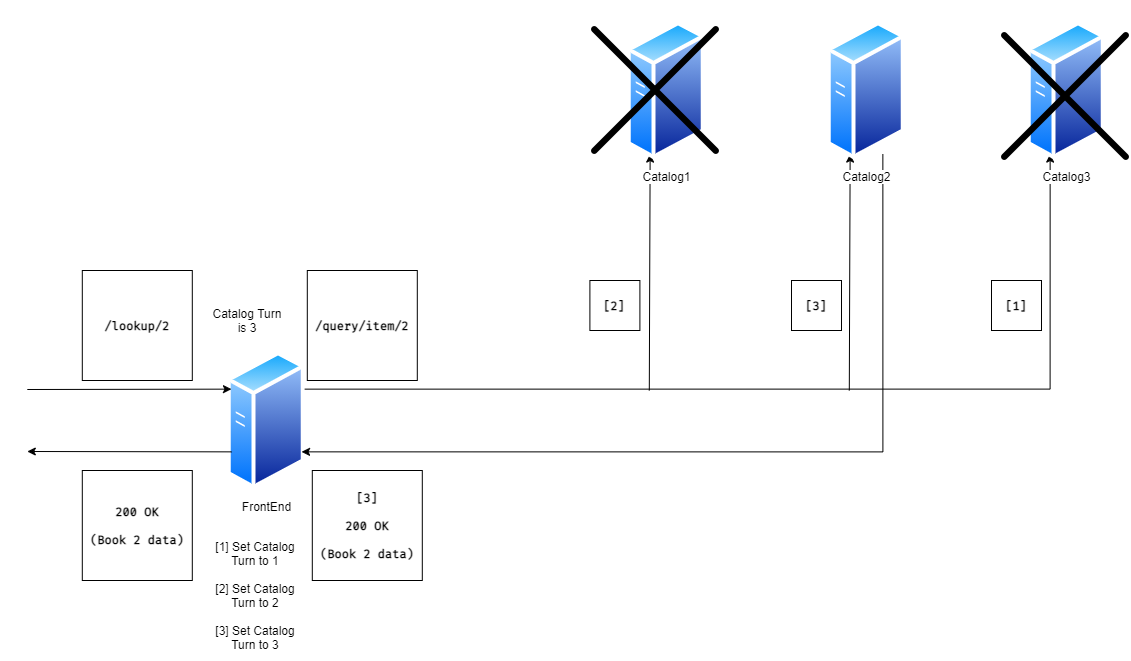 Catalog1
Catalog2
Catalog3
/lookup/2
Catalog Turn
is 3
/query/item/2
[2]
[3]
[1]
200 OK
(Book 2 data)
FrontEnd
[1] Set Catalog
Turn to 1
[2] Set Catalog
Turn to 2
[3] Set Catalog
Turn to 3
[3]
200 OK
(Book 2 data)